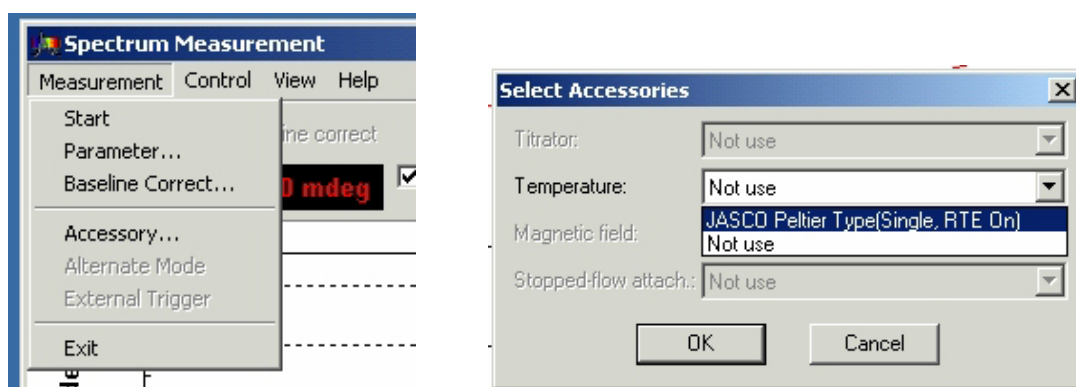 Spectrum Measurement
Measurement Control View Help
Start
Parameter...
Baseline Correct...
Accessory...
Alternate Mode
External Trigger
Exit
ine correct
0 mdeg
Select Accessories
Titrator: Not use
Temperature: Not use
JASCO Peltier Type(Single, RTE On)
Not use
Magnetic field:
Stopped-flow attach.: Not use
OK Cancel